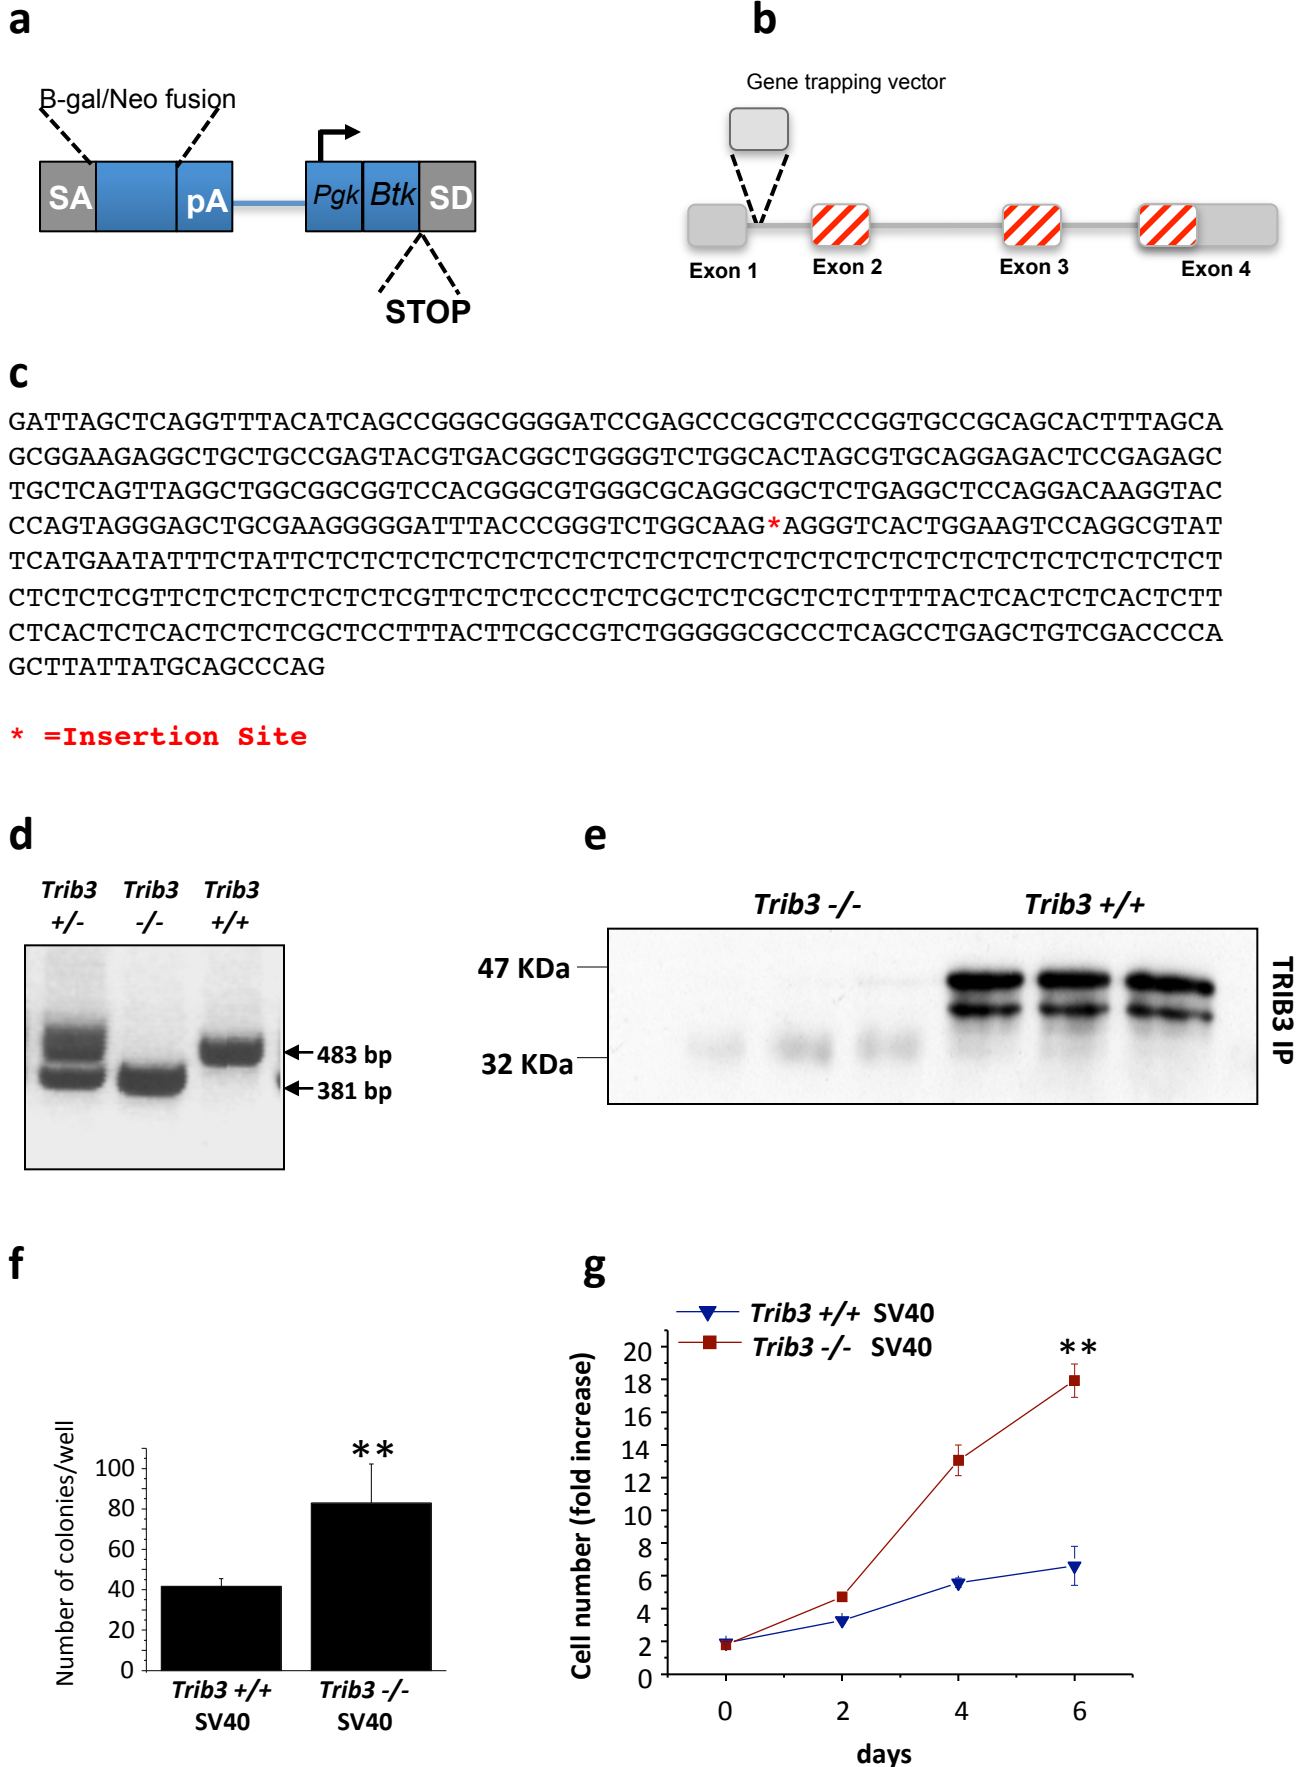 a
B-gal/Neo fusion
SA
pA
Pgk
Btk
SD
STOP
b
Gene trapping vector
Exon 1
Exon 2
Exon 3
Exon 4
c
GATTAGCTCAGGTTTACATCAGCCGGGCGGGGATCCGAGCCCGCGTCCCGGTGCCGCAGCACTTTAGCA
GCGGAAGAGGCTGCTGCCGAGTACGTGACGGCTGGGGTCTGGCACTAGCGTGCAGGAGACTCCGAGAGC
TGCTCAGTTAGGCTGGCGGCGGTCCACGGGCGTGGGCGCAGGCGGCTCTGAGGCTCCAGGACAAGGTAC
CCAGTAGGGAGCTGCGAAGGGGGATTTACCCGGGTCTGGCAAG*AGGGTCACTGGAAGTCCAGGCGTAT
TCATGAATATTTCTATTCTCTCTCTCTCTCTCTCTCTCTCTCTCTCTCTCTCTCTCTCTCTCTCTCTCT
CTCTCTCGTTCTCTCTCTCTCTCGTTCTCTCCCTCTCGCTCTCGCTCTCTTTTACTCACTCTCACTCTT
CTCACTCTCACTCTCTCGCTCCTTTACTTCGCCGTCTGGGGGCGCCCTCAGCCTGAGCTGTCGACCCCA
GCTTATTATGCAGCCCAG
* =Insertion Site
d
Trib3 Trib3 Trib3
+/- -/- +/+
483 bp
381 bp
e
Trib3 -/- Trib3 +/+
47 KDa
32 KDa
TRIB3 IP
f
Number of colonies/well
100
80
60
40
20
0
**
Trib3 +/+ Trib3 -/-
SV40 SV40
g
Trib3 +/+ SV40
Trib3 -/- SV40
Cell number (fold increase)
20
18
16
14
12
10
8
6
4
2
0
**
0 2 4 6
days